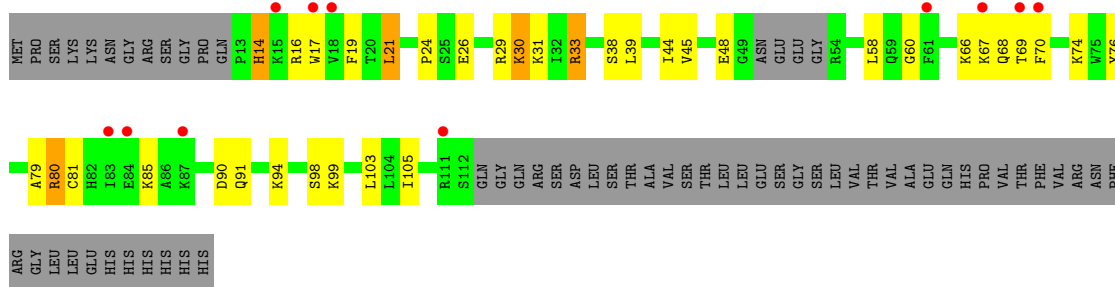 MET PRO SER LYS LYS ASN GLY ARG SER GLY PRO GLN P13 H14 K15 R16 W17 V18 F19 T20 L21 P24 S25 E26 R29 K30 K31 I32 R33 S38 L39 I44 V45 E48 G49 ASN GLU GLU GLY R54 L58 Q59 G60 F61 K66 K67 Q68 T69 F70 K74 W75 Y76
A79 R80 C81 H82 I83 E84 K85 A86 K87 D90 Q91 K94 S98 K99 L103 L104 I105 R111 S112 GLN GLY GLN ARG SER ASP LEU SER THR ALA VAL SER THR LEU LEU GLU SER GLY SER LEU VAL THR VAL ALA GLU GLN HIS PRO VAL THR PHE VAL ARG ASN PHE
ARG GLY LEU LEU GLU HIS HIS HIS HIS HIS HIS